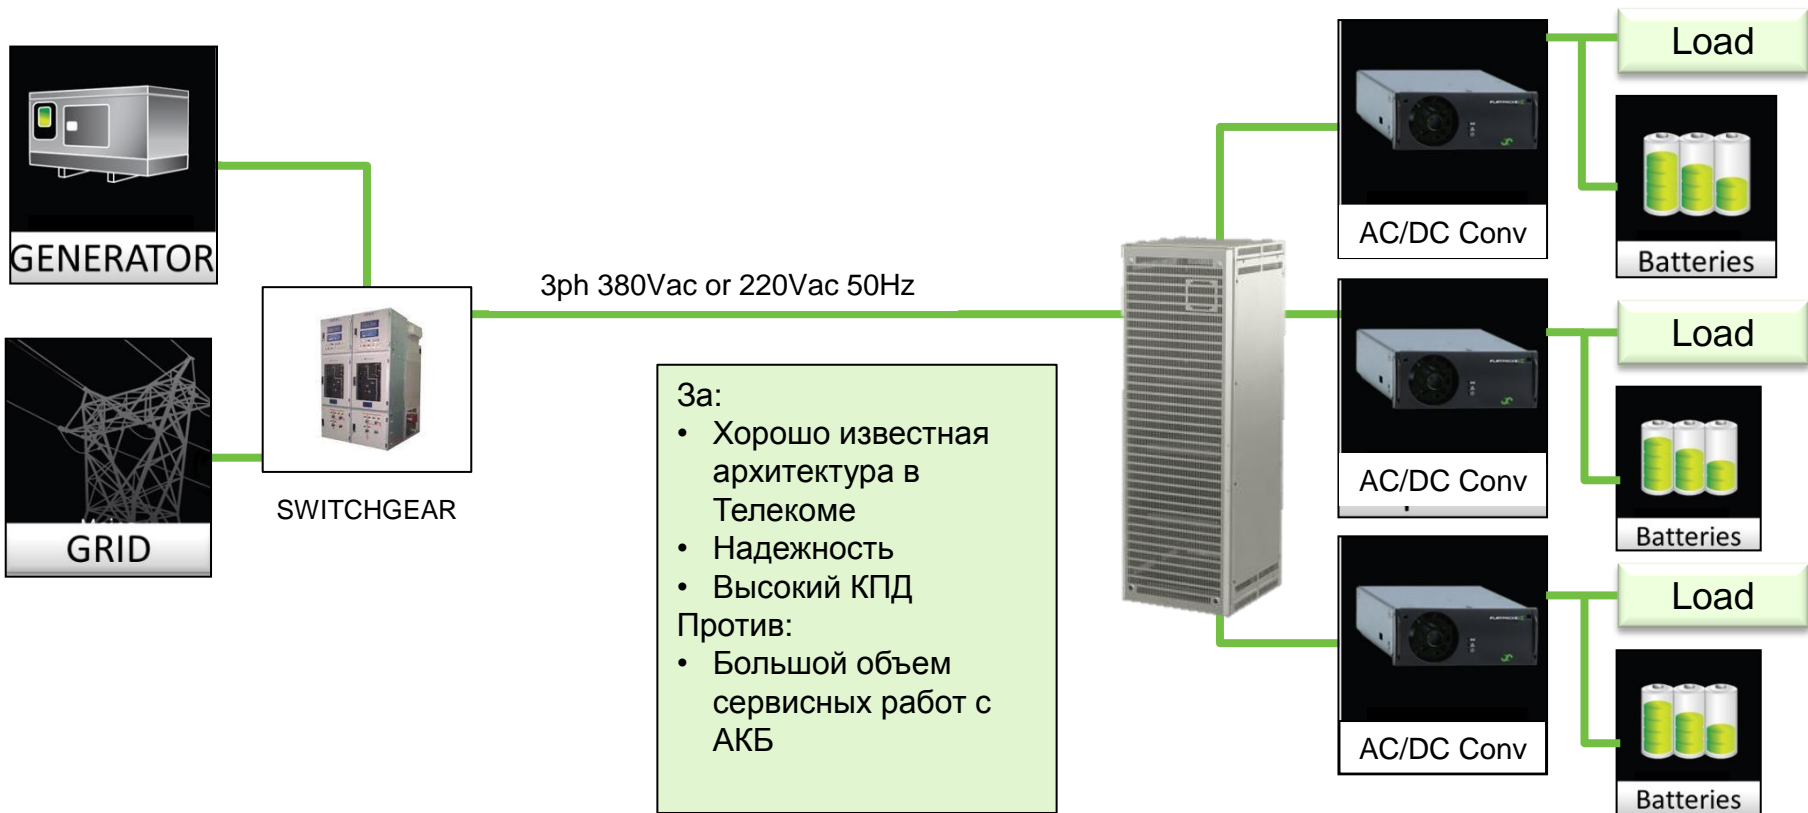 GENERATOR
GRID
SWITCHGEAR
3ph 380Vac or 220Vac 50Hz
За:
• Хорошо известная
архитектура в
Телекоме
• Надежность
• Высокий КПД
Против:
• Большой объем
сервисных работ с
АКБ
AC/DC Conv
Load
Batteries
AC/DC Conv
Load
Batteries
AC/DC Conv
Load
Batteries